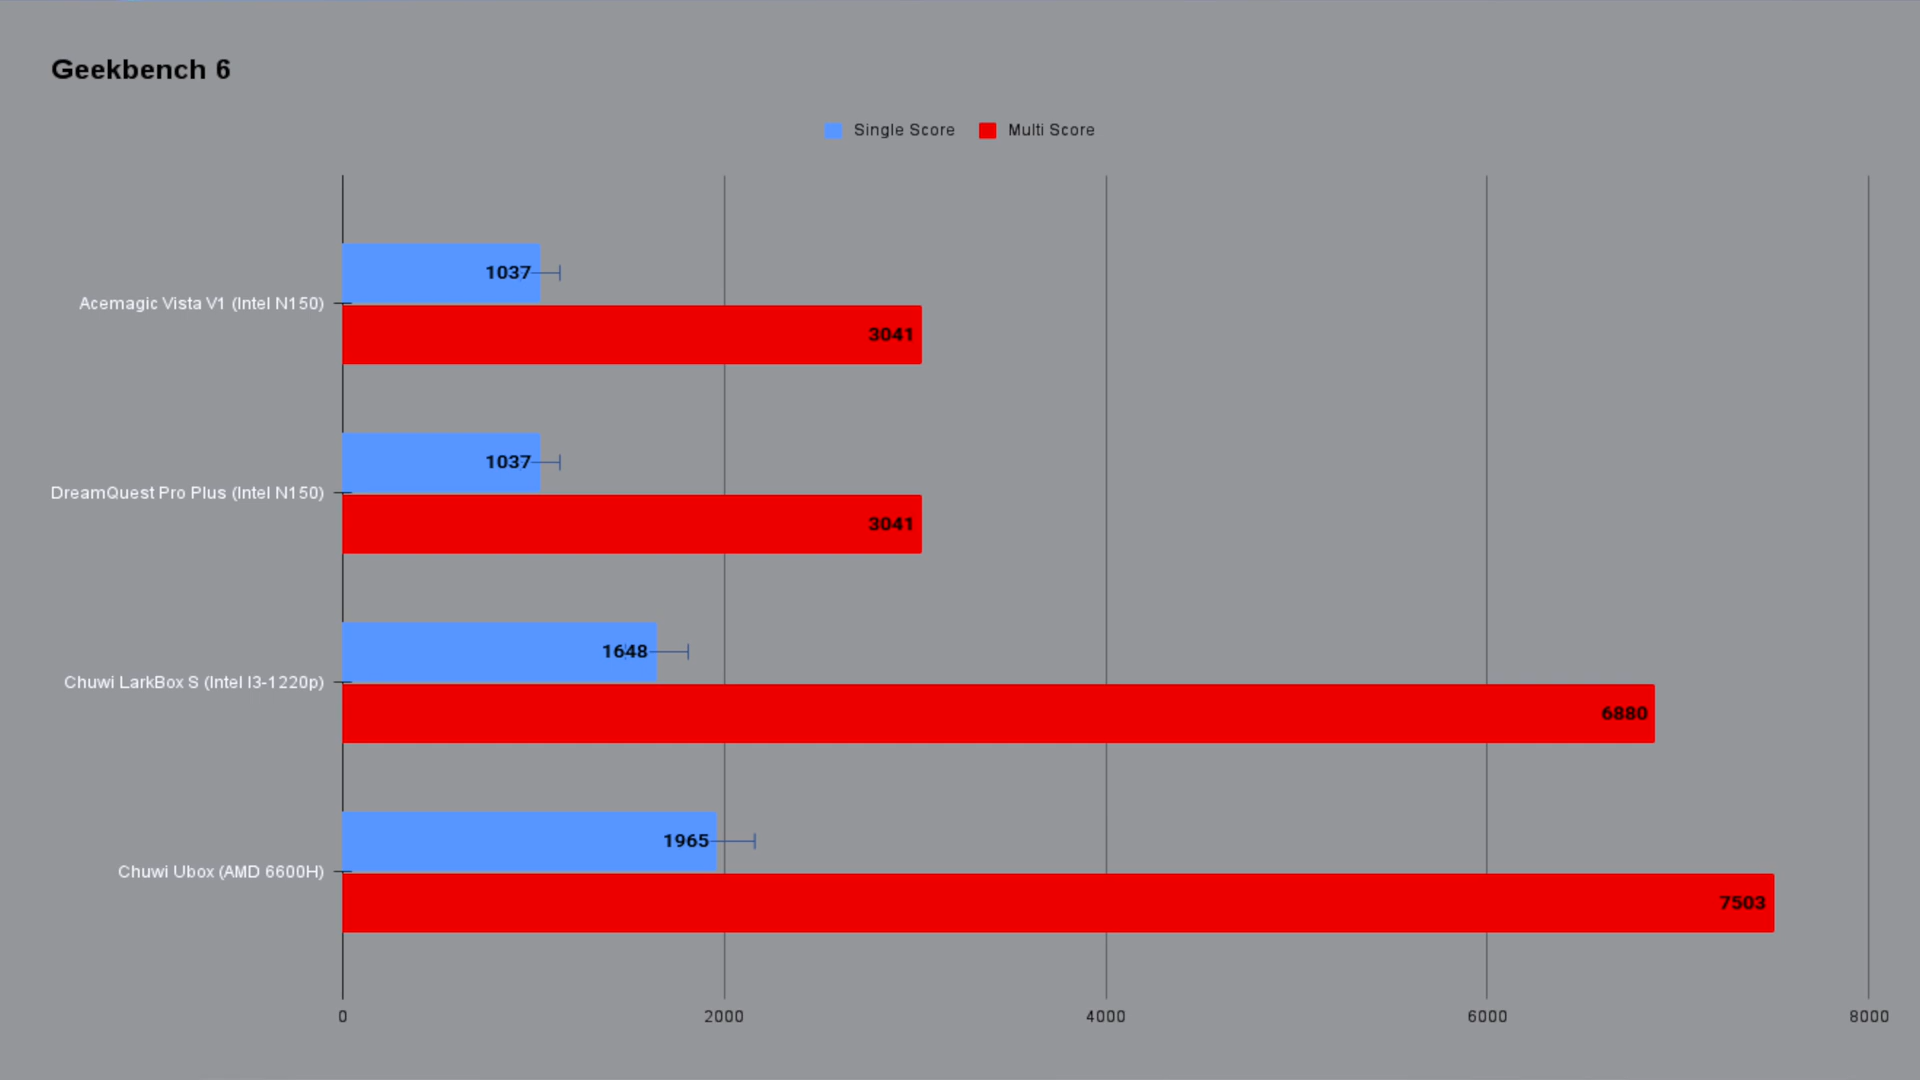 Geekbench 6
Single Score Multi Score
1037
Acemagic Vista V1 (Intel N150)
3041
1037
DreamQuest Pro Plus (Intel N150)
3041
1648
Chuwi LarkBox S (Intel I3-1220p)
6880
1965
Chuwi Ubox (AMD 6600H)
7503
0 2000 4000 6000 8000